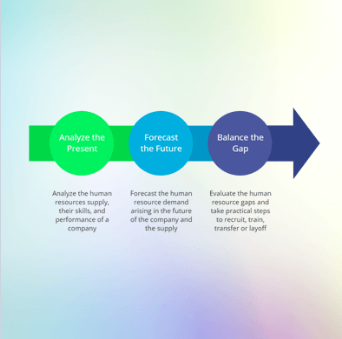 Analyze the
Present
Forecast
the Future
Balance the
Gap
Analyze the human
resources supply,
their skills, and
performance of a
company
Forecast the human
resource demand
arising in the future
of the company and
the supply
Evaluate the human
resource gaps and
take practical steps
to recruit, train,
transfer or layoff